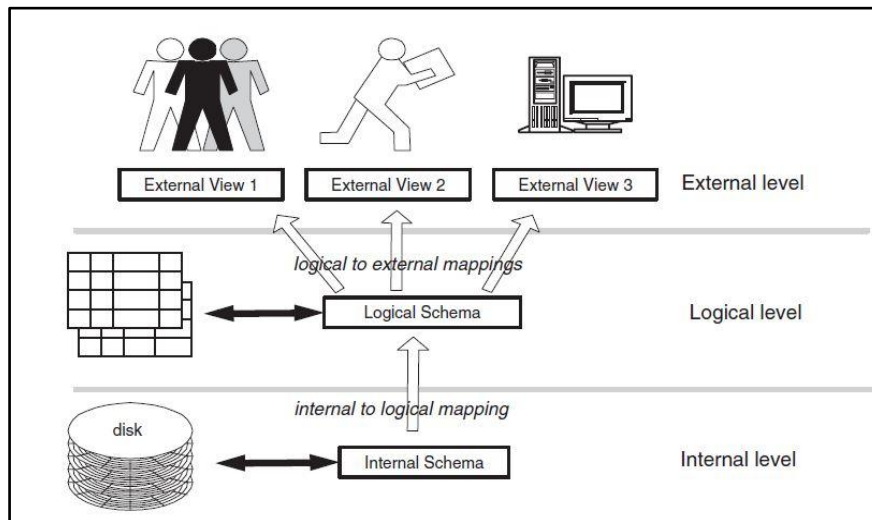 External View 1
External View 2
External View 3
External level
logical to external mappings
Logical Schema
Logical level
internal to logical mapping
disk
Internal Schema
Internal level